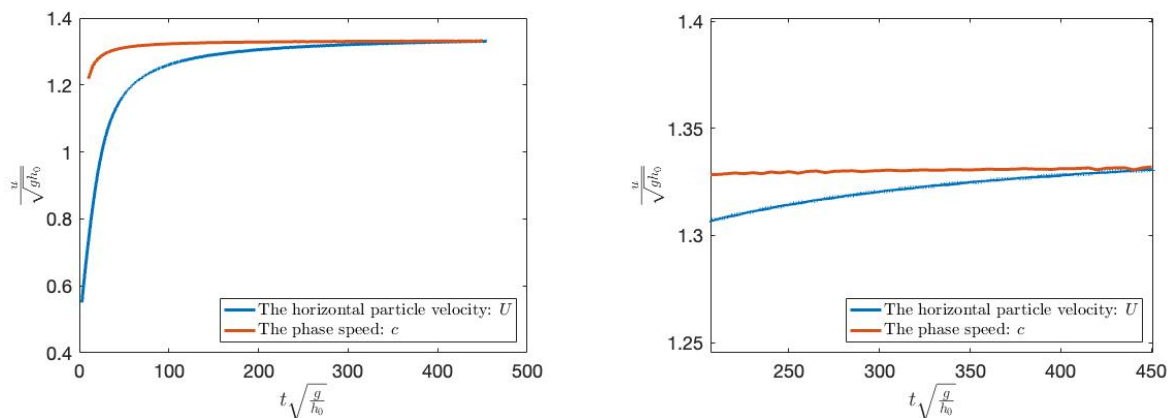 1.4
1.2
1
0.8
0.6
0.4
u/√gh₀
0 100 200 300 400 500
t√g/h₀
The horizontal particle velocity: U
The phase speed: c
1.4
1.35
1.3
1.25
u/√gh₀
250 300 350 400 450
t√g/h₀
The horizontal particle velocity: U
The phase speed: c